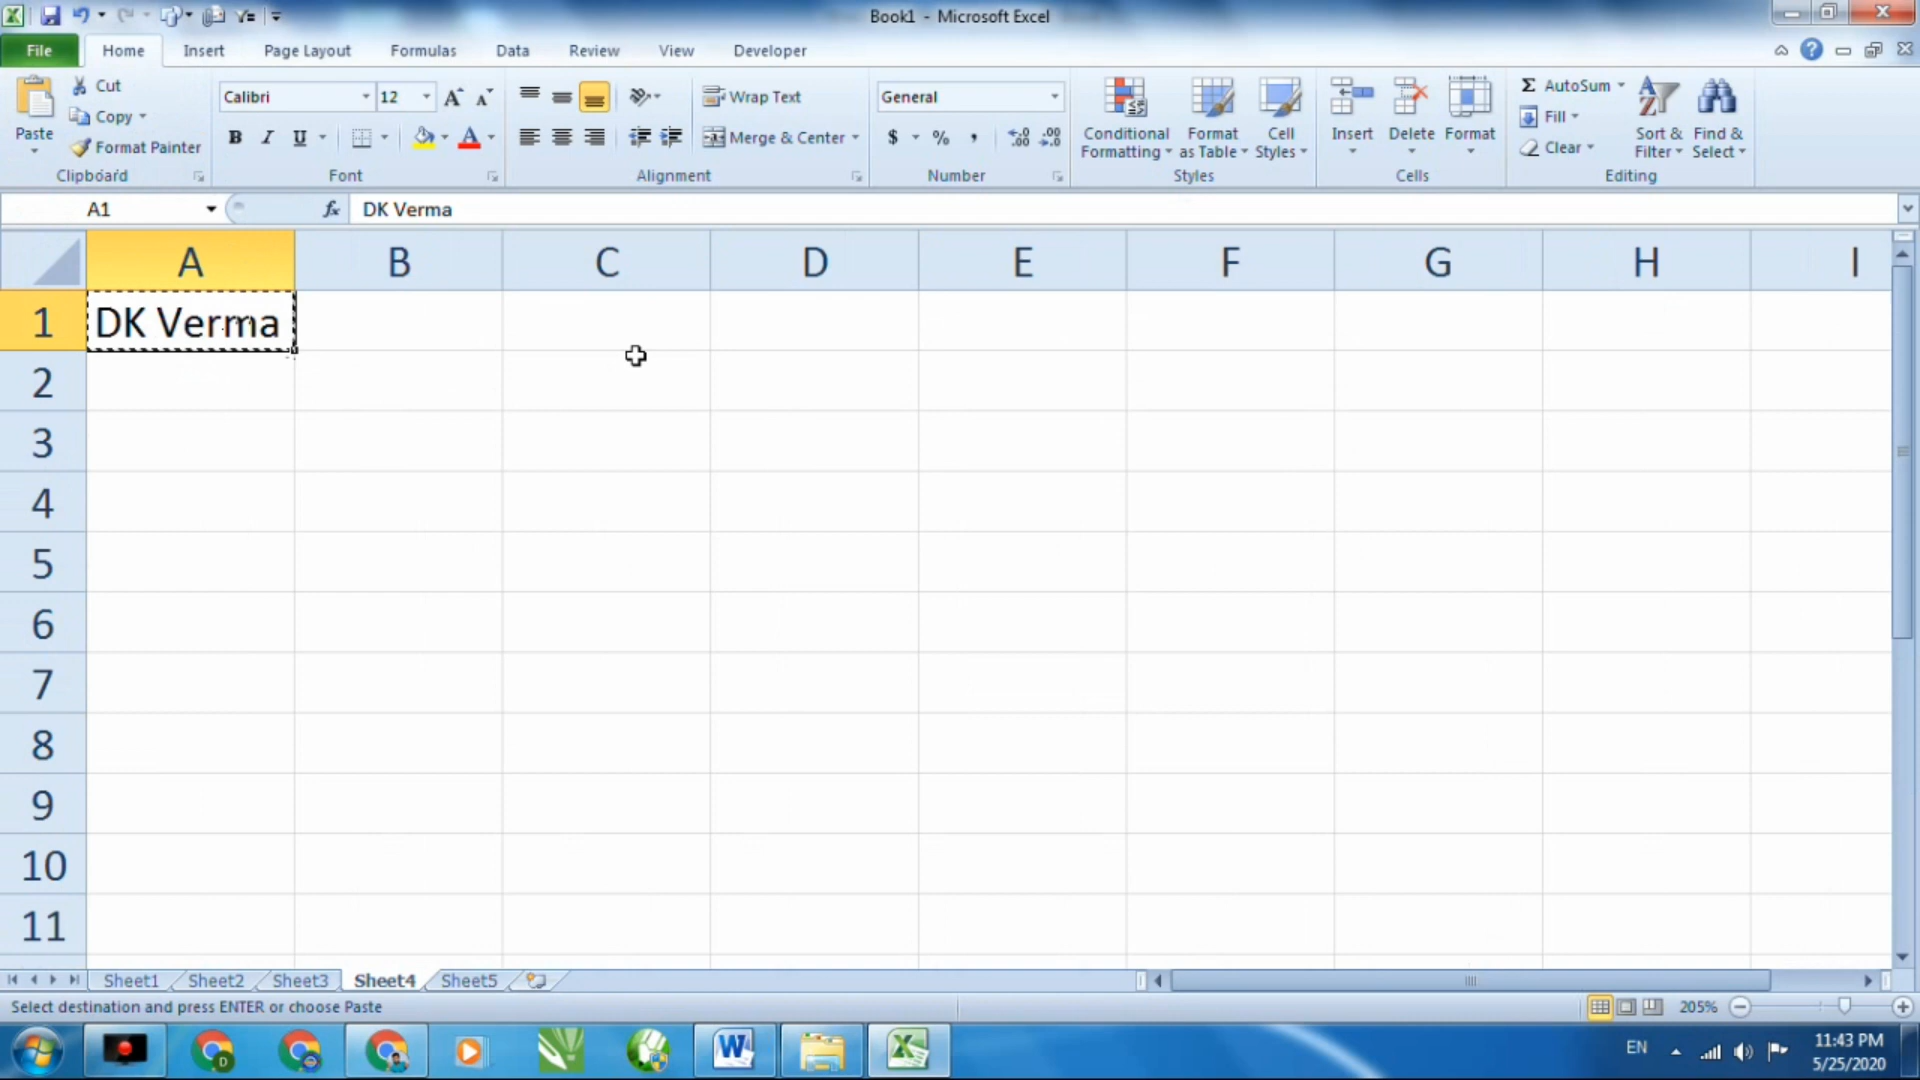 Book1 - Microsoft Excel
File Home Insert Page Layout Formulas Data Review View Developer
Cut
Copy
Format Painter
Paste
Clipboard
Calibri 12
B I U
Font
Wrap Text
Merge & Center
Alignment
General
$ % ,
Number
Conditional Formatting
Format as Table
Cell Styles
Styles
Insert Delete Format
Cells
Σ AutoSum
Fill
Clear
Sort & Filter
Find & Select
Editing
A1 fx DK Verma
A B C D E F G H I
1 DK Verma
2
3
4
5
6
7
8
9
10
11
Sheet1 Sheet2 Sheet3 Sheet4 Sheet5
Select destination and press ENTER or choose Paste 205%
EN 11:43 PM
5/25/2020